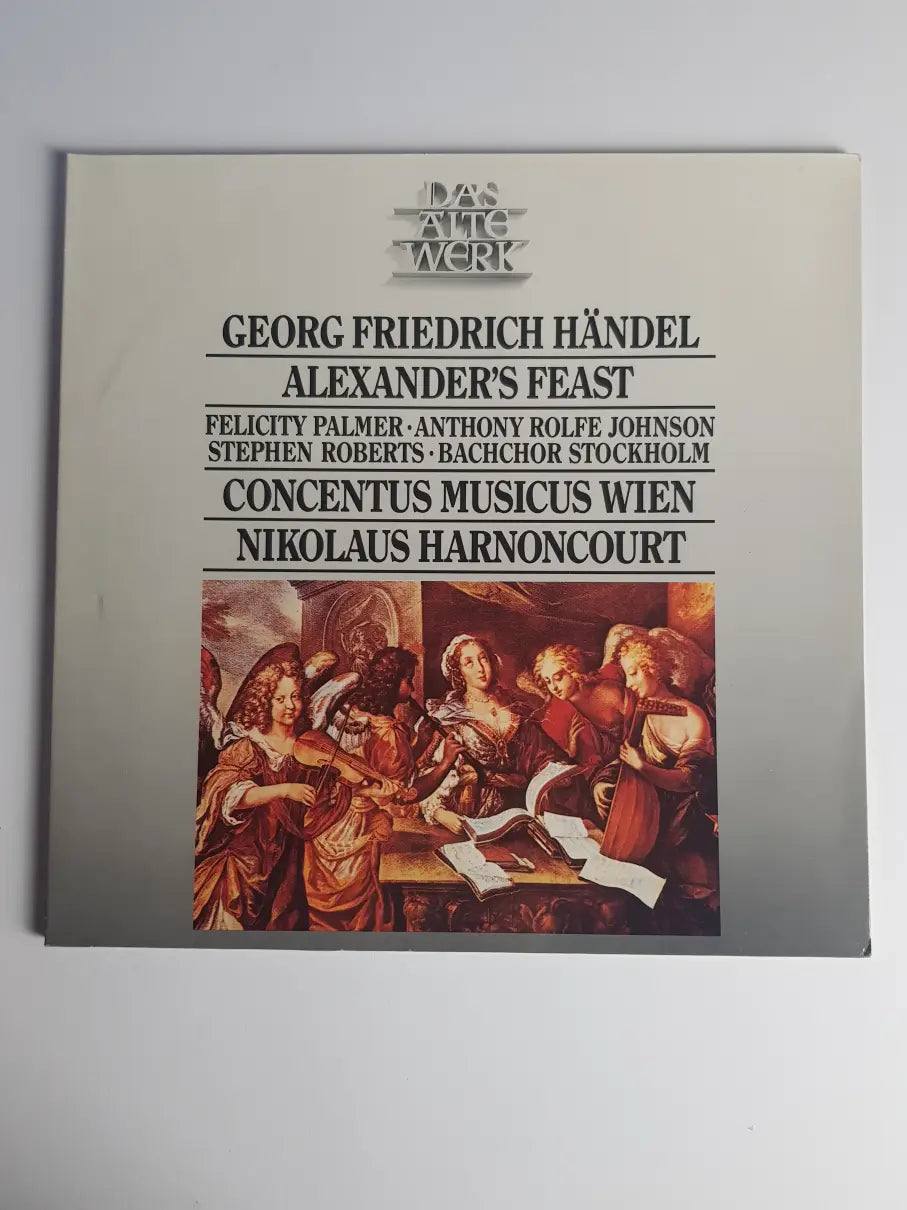 DAS
ALTE
WERK
GEORG FRIEDRICH HÄNDEL
ALEXANDER'S FEAST
FELICITY PALMER · ANTHONY ROLFE JOHNSON
STEPHEN ROBERTS · BACHCHOR STOCKHOLM
CONCENTUS MUSICUS WIEN
NIKOLAUS HARNONCOURT